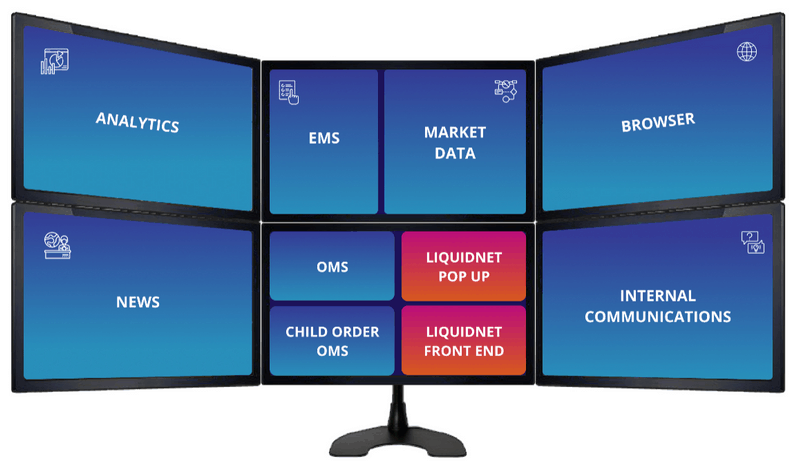 ANALYTICS
EMS
MARKET
DATA
BROWSER
NEWS
OMS
LIQUIDNET
POP UP
CHILD ORDER
OMS
LIQUIDNET
FRONT END
INTERNAL
COMMUNICATIONS